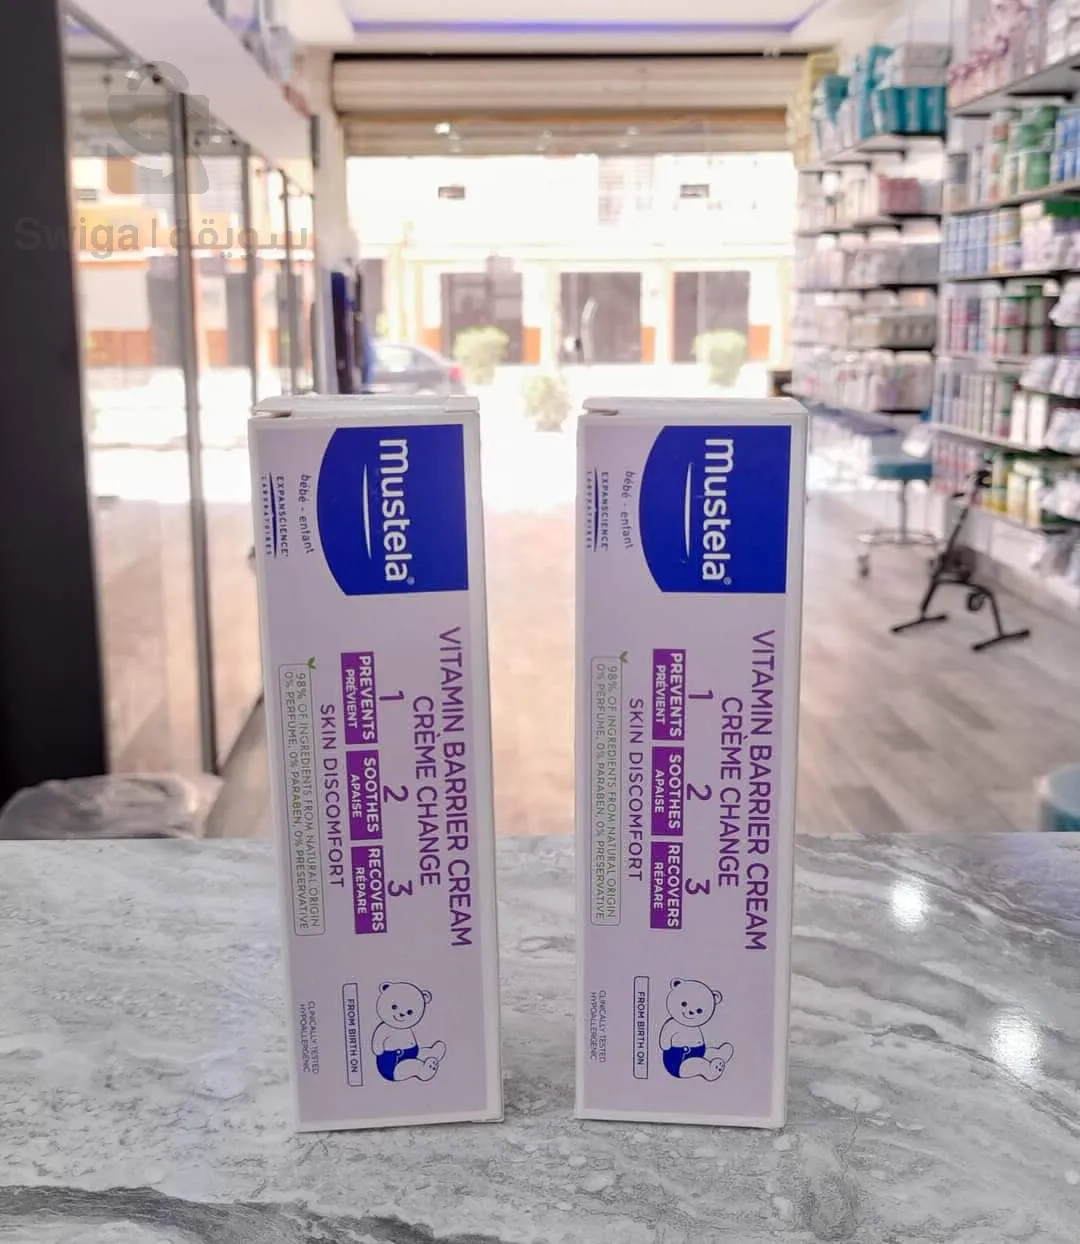 Swiga | سويقة
mustela®
bébé - enfant
LABORATOIRES
EXPANSCIENCE®
VITAMIN BARRIER CREAM
CRÈME CHANGE
1 2 3
PREVENTS SOOTHES RECOVERS
PRÉVIENT APAISE RÉPARE
SKIN DISCOMFORT
98% OF INGREDIENTS FROM NATURAL ORIGIN
0% PERFUME, 0% PARABEN, 0% PRESERVATIVE
FROM BIRTH ON
CLINICALLY TESTED
HYPOALLERGENIC
mustela®
bébé - enfant
LABORATOIRES
EXPANSCIENCE®
VITAMIN BARRIER CREAM
CRÈME CHANGE
1 2 3
PREVENTS SOOTHES RECOVERS
PRÉVIENT APAISE RÉPARE
SKIN DISCOMFORT
98% OF INGREDIENTS FROM NATURAL ORIGIN
0% PERFUME, 0% PARABEN, 0% PRESERVATIVE
FROM BIRTH ON
CLINICALLY TESTED
HYPOALLERGENIC